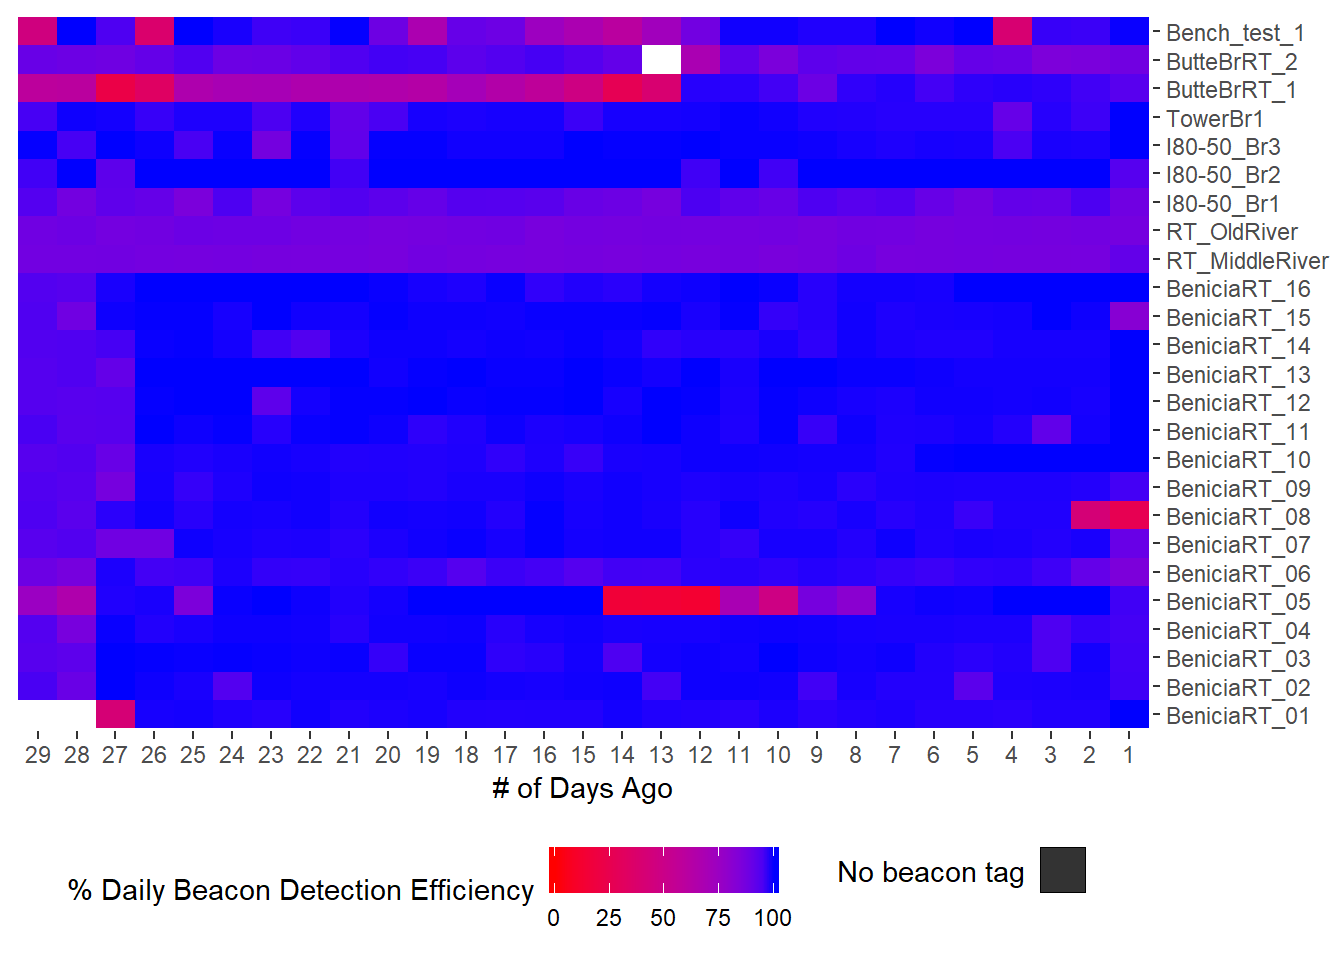 Bench_test_1
ButteBrRT_2
ButteBrRT_1
TowerBr1
I80-50_Br3
I80-50_Br2
I80-50_Br1
RT_OldRiver
RT_MiddleRiver
BeniciaRT_16
BeniciaRT_15
BeniciaRT_14
BeniciaRT_13
BeniciaRT_12
BeniciaRT_11
BeniciaRT_10
BeniciaRT_09
BeniciaRT_08
BeniciaRT_07
BeniciaRT_06
BeniciaRT_05
BeniciaRT_04
BeniciaRT_03
BeniciaRT_02
BeniciaRT_01
29 28 27 26 25 24 23 22 21 20 19 18 17 16 15 14 13 12 11 10 9 8 7 6 5 4 3 2 1
# of Days Ago
% Daily Beacon Detection Efficiency
0 25 50 75 100
No beacon tag